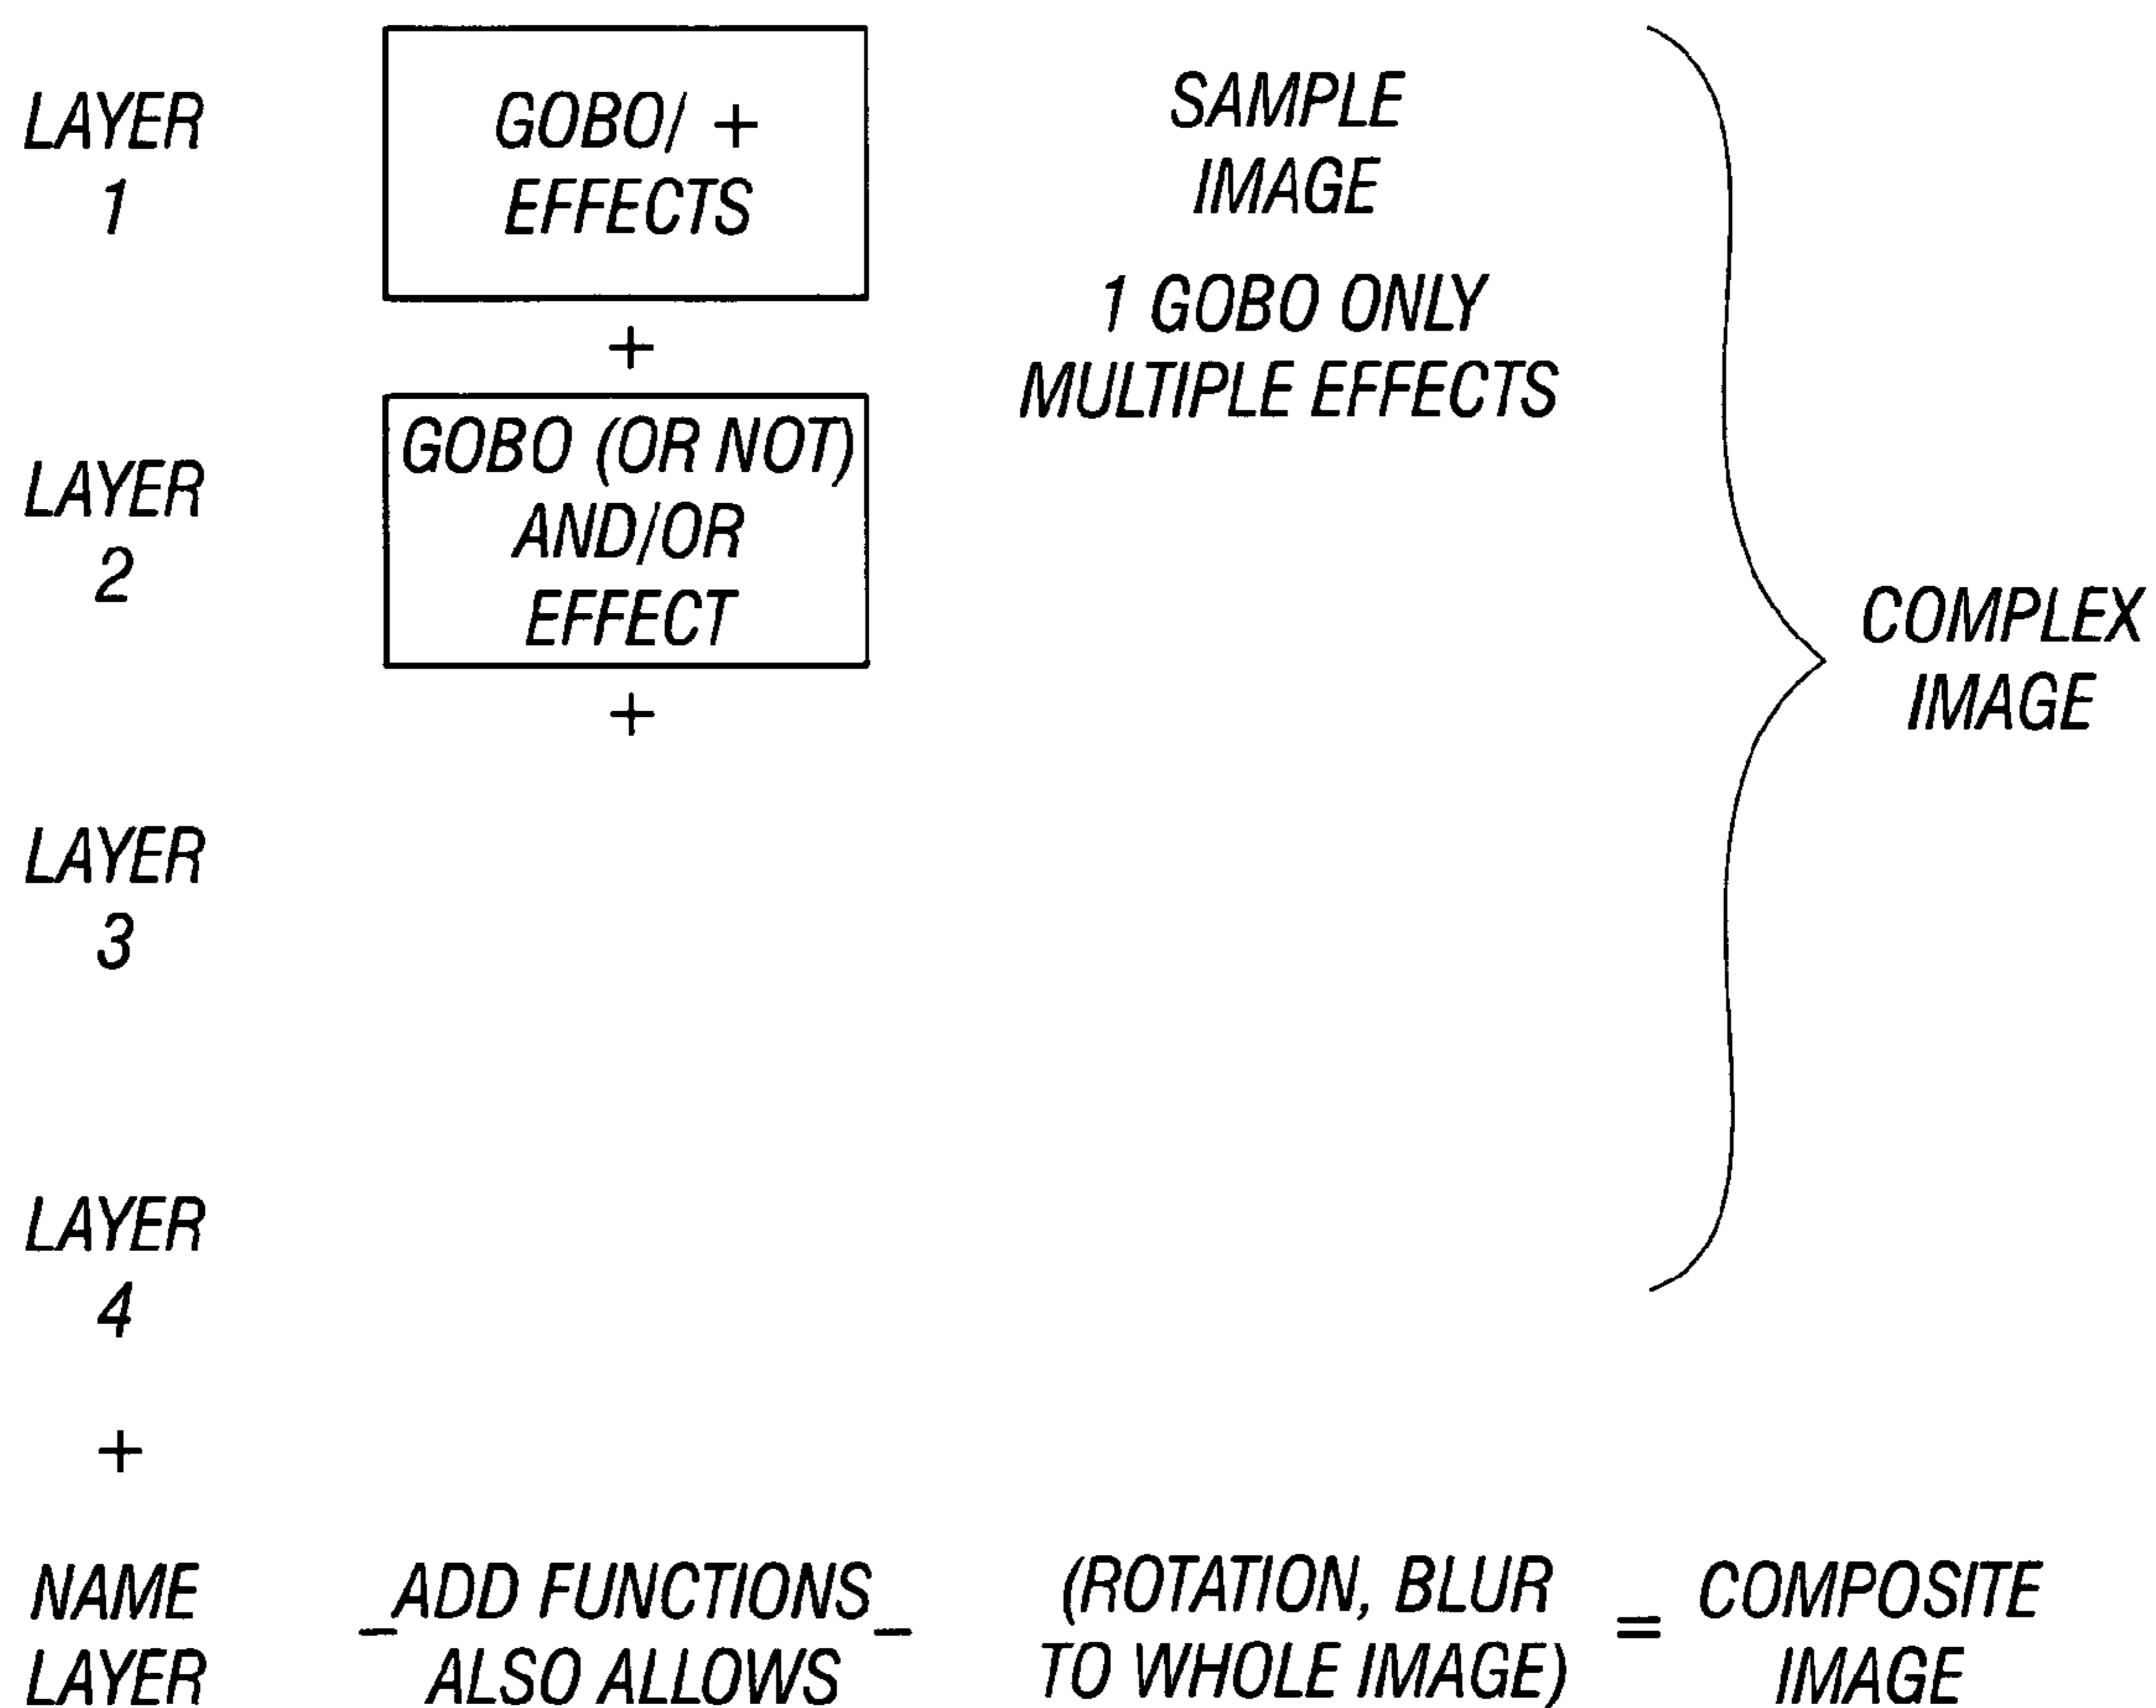 LAYER
1
GOBO/ +
EFFECTS
SAMPLE
IMAGE
1 GOBO ONLY
MULTIPLE EFFECTS
+
LAYER
2
GOBO (OR NOT)
AND/OR
EFFECT
+
COMPLEX
IMAGE
LAYER
3
LAYER
4
+
NAME
LAYER
_ ADD FUNCTIONS _
ALSO ALLOWS
(ROTATION, BLUR
TO WHOLE IMAGE)
=
COMPOSITE
IMAGE